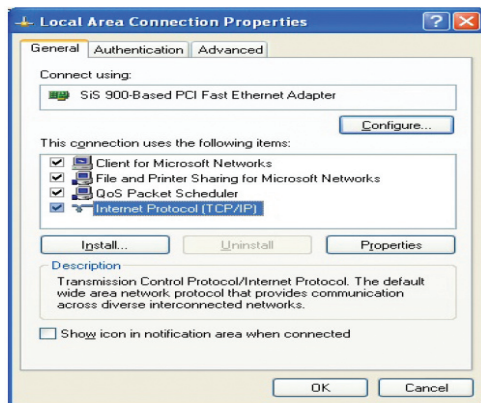 Local Area Connection Properties
General Authentication Advanced
Connect using:
SiS 900-Based PCI Fast Ethernet Adapter
Configure...
This connection uses the following items:
Client for Microsoft Networks
File and Printer Sharing for Microsoft Networks
QoS Packet Scheduler
Internet Protocol (TCP/IP)
Install... Uninstall Properties
Description
Transmission Control Protocol/Internet Protocol. The default
wide area network protocol that provides communication
across diverse interconnected networks.
Show icon in notification area when connected
OK Cancel